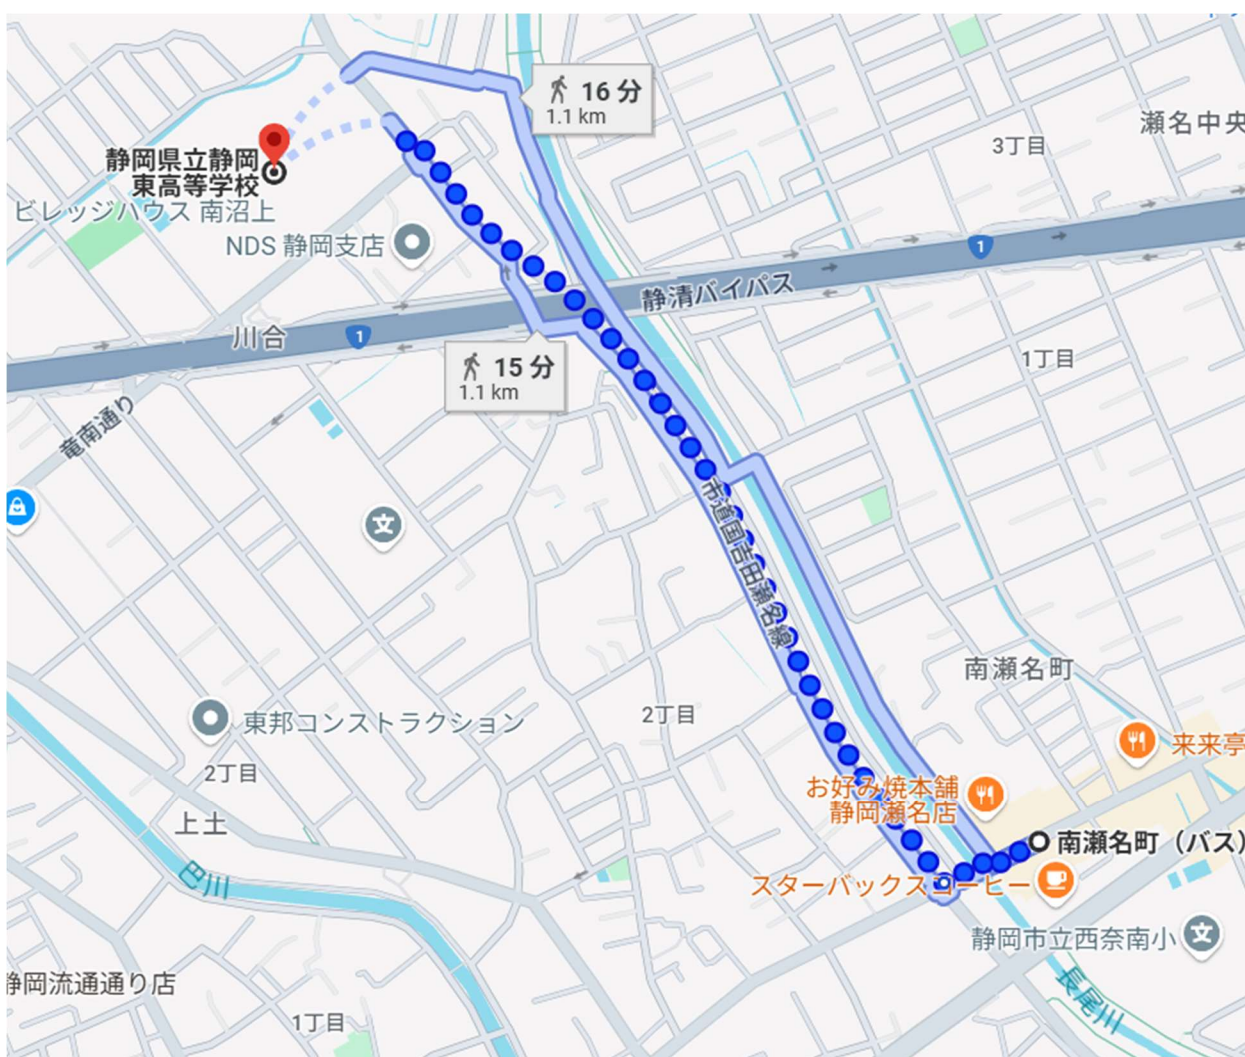 16 分
1.1 km
瀬名中央
3丁目
静岡県立静岡
東高等学校
ビレッジハウス 南沼上
NDS 静岡支店
1
静清バイパス
川合
1
15 分
1.1 km
1丁目
竜南通り
市道国吉田瀬名線
南瀬名町
2丁目
東邦コンストラクション
来来亭
2丁目
お好み焼本舗
静岡瀬名店
上土
南瀬名町（バス）
巴川
スターバックスコーヒー
静岡市立西奈南小
文
文
静岡流通通り店
長尾川
1丁目